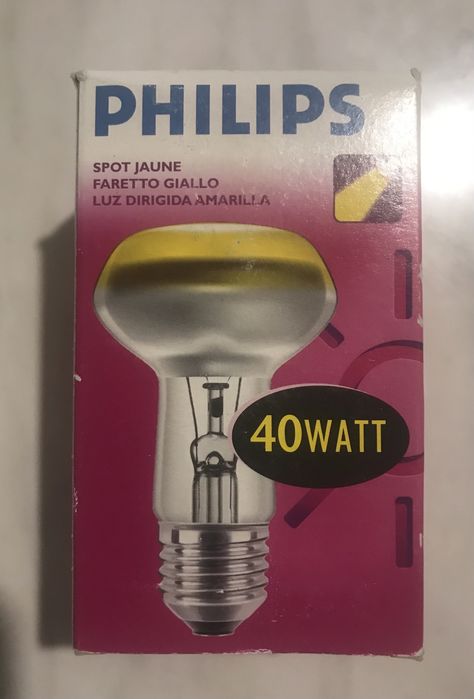 PHILIPS
SPOT JAUNE
FARETTO GIALLO
LUZ DIRIGIDA AMARILLA
40WATT